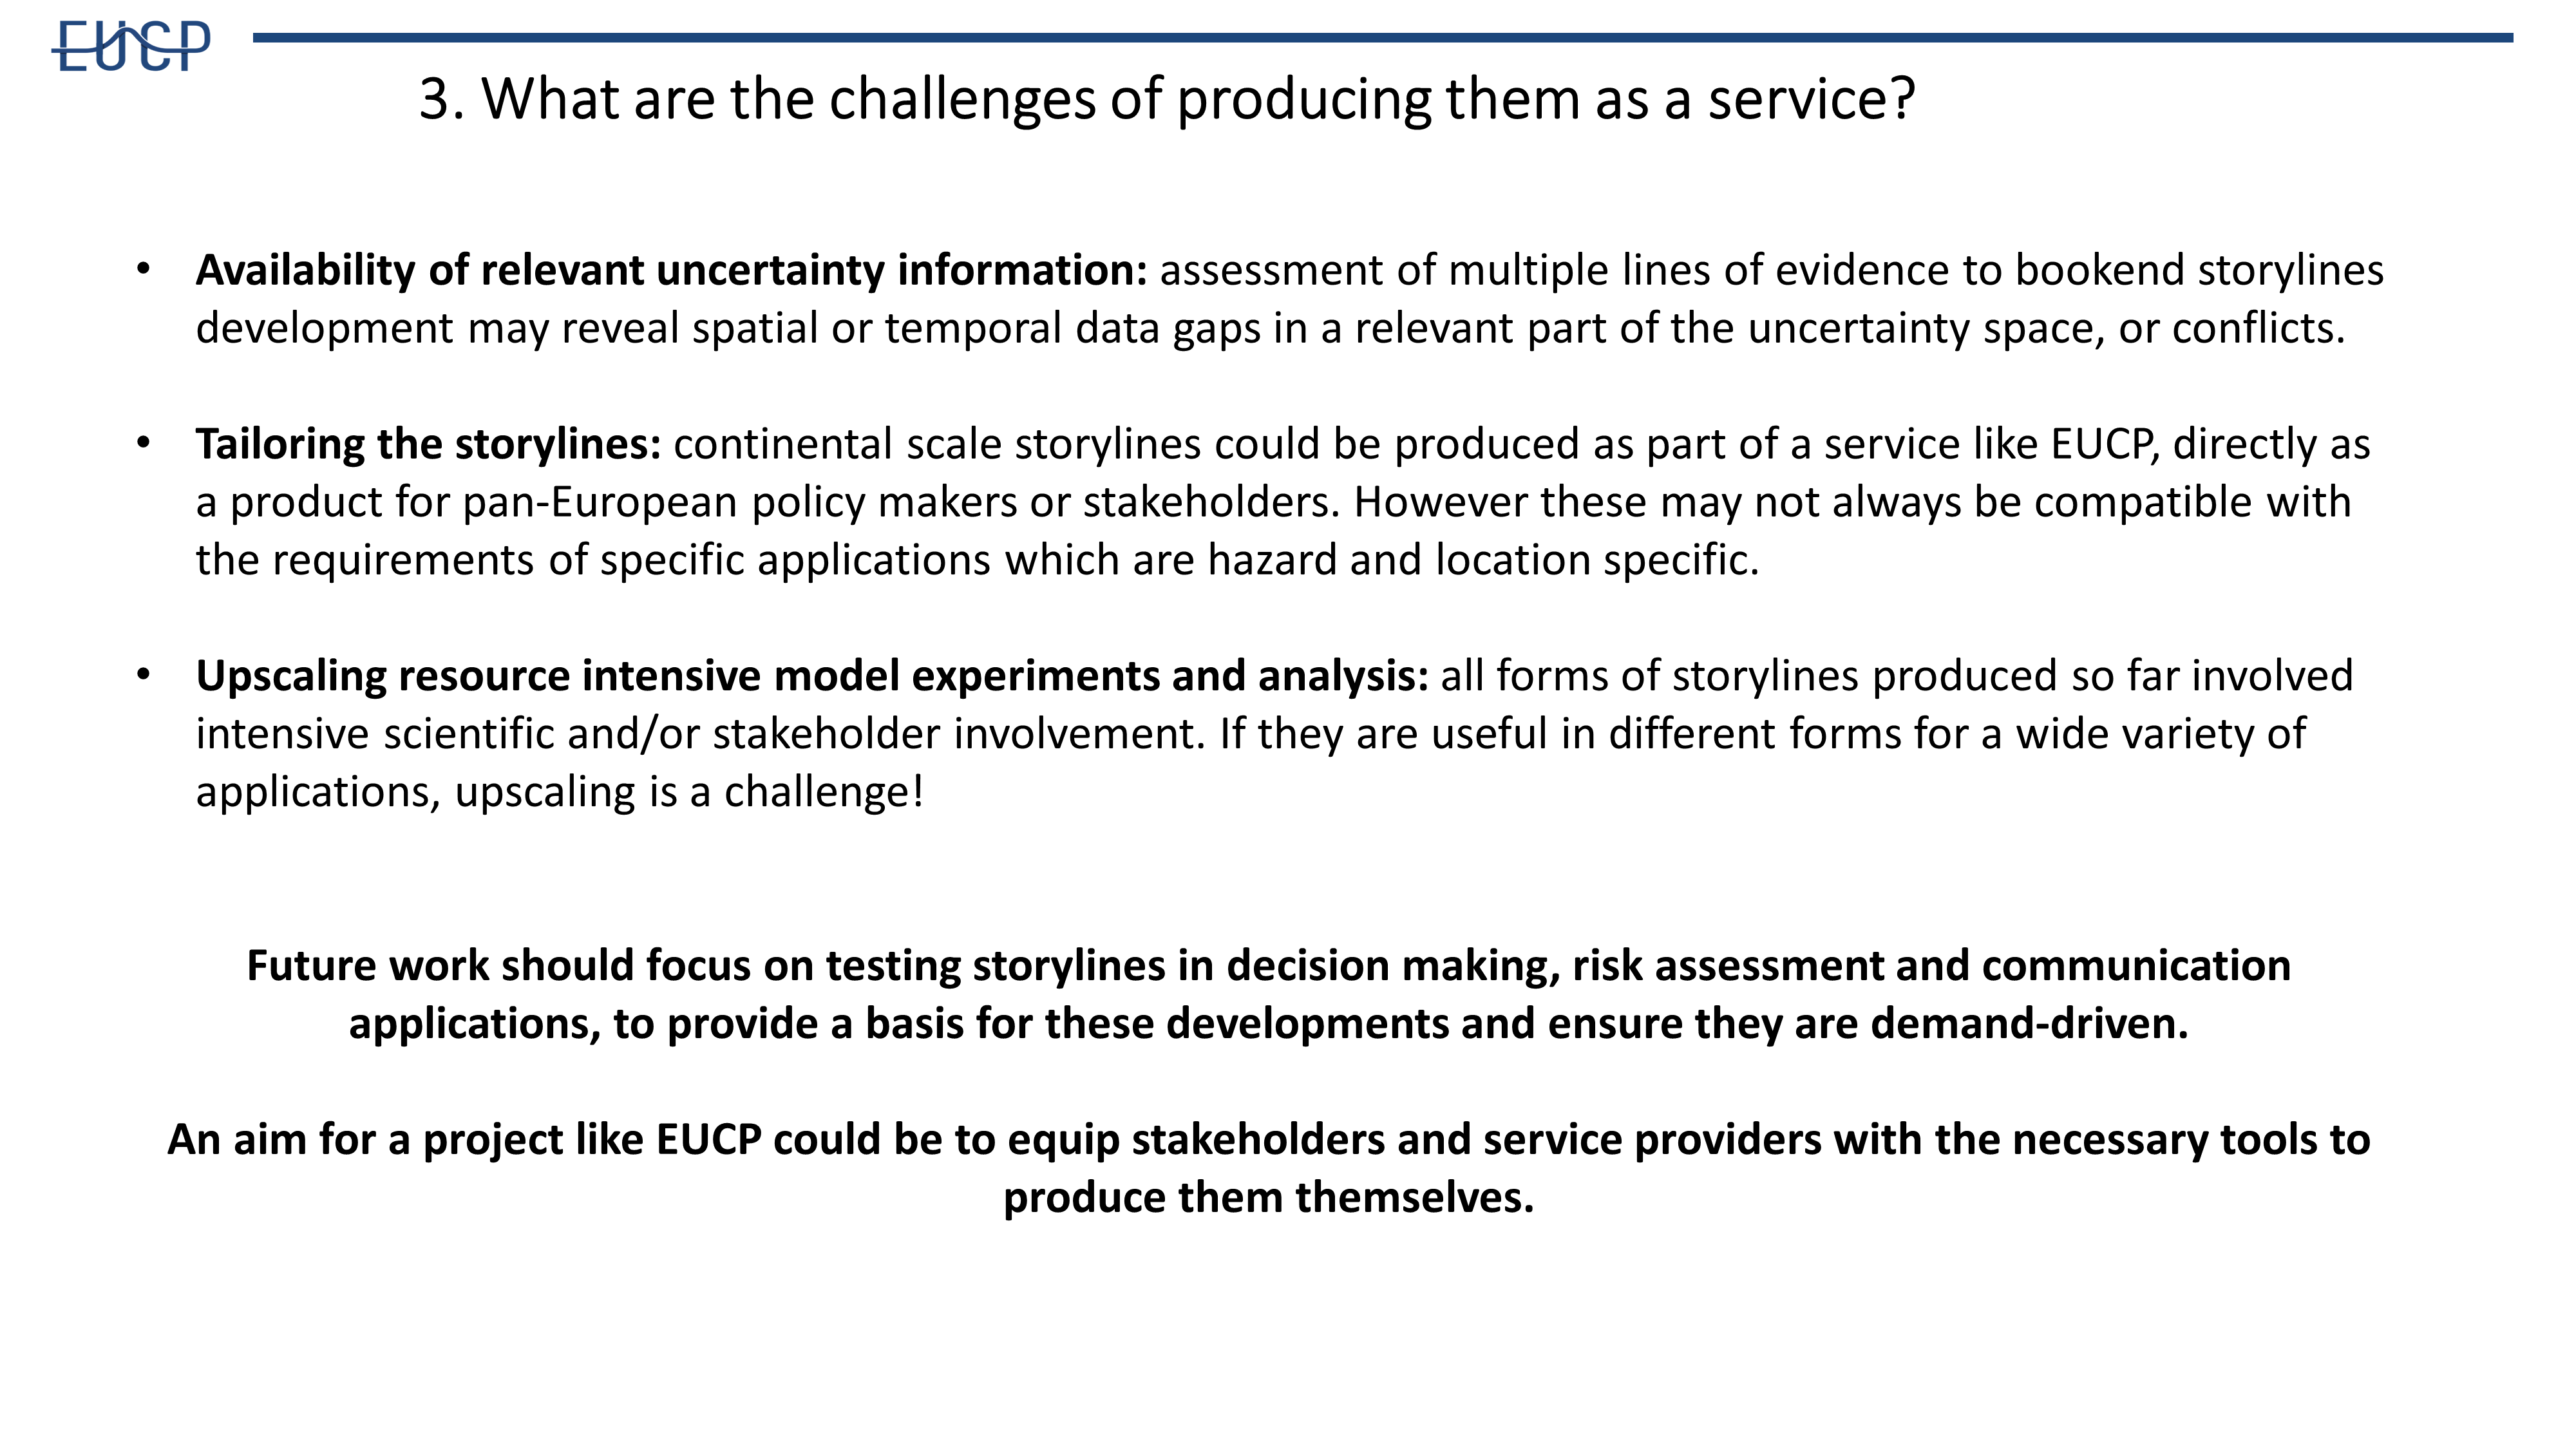 EUCP
3. What are the challenges of producing them as a service?
• Availability of relevant uncertainty information: assessment of multiple lines of evidence to bookend storylines
development may reveal spatial or temporal data gaps in a relevant part of the uncertainty space, or conflicts.
• Tailoring the storylines: continental scale storylines could be produced as part of a service like EUCP, directly as
a product for pan-European policy makers or stakeholders. However these may not always be compatible with
the requirements of specific applications which are hazard and location specific.
• Upscaling resource intensive model experiments and analysis: all forms of storylines produced so far involved
intensive scientific and/or stakeholder involvement. If they are useful in different forms for a wide variety of
applications, upscaling is a challenge!
Future work should focus on testing storylines in decision making, risk assessment and communication
applications, to provide a basis for these developments and ensure they are demand-driven.
An aim for a project like EUCP could be to equip stakeholders and service providers with the necessary tools to
produce them themselves.